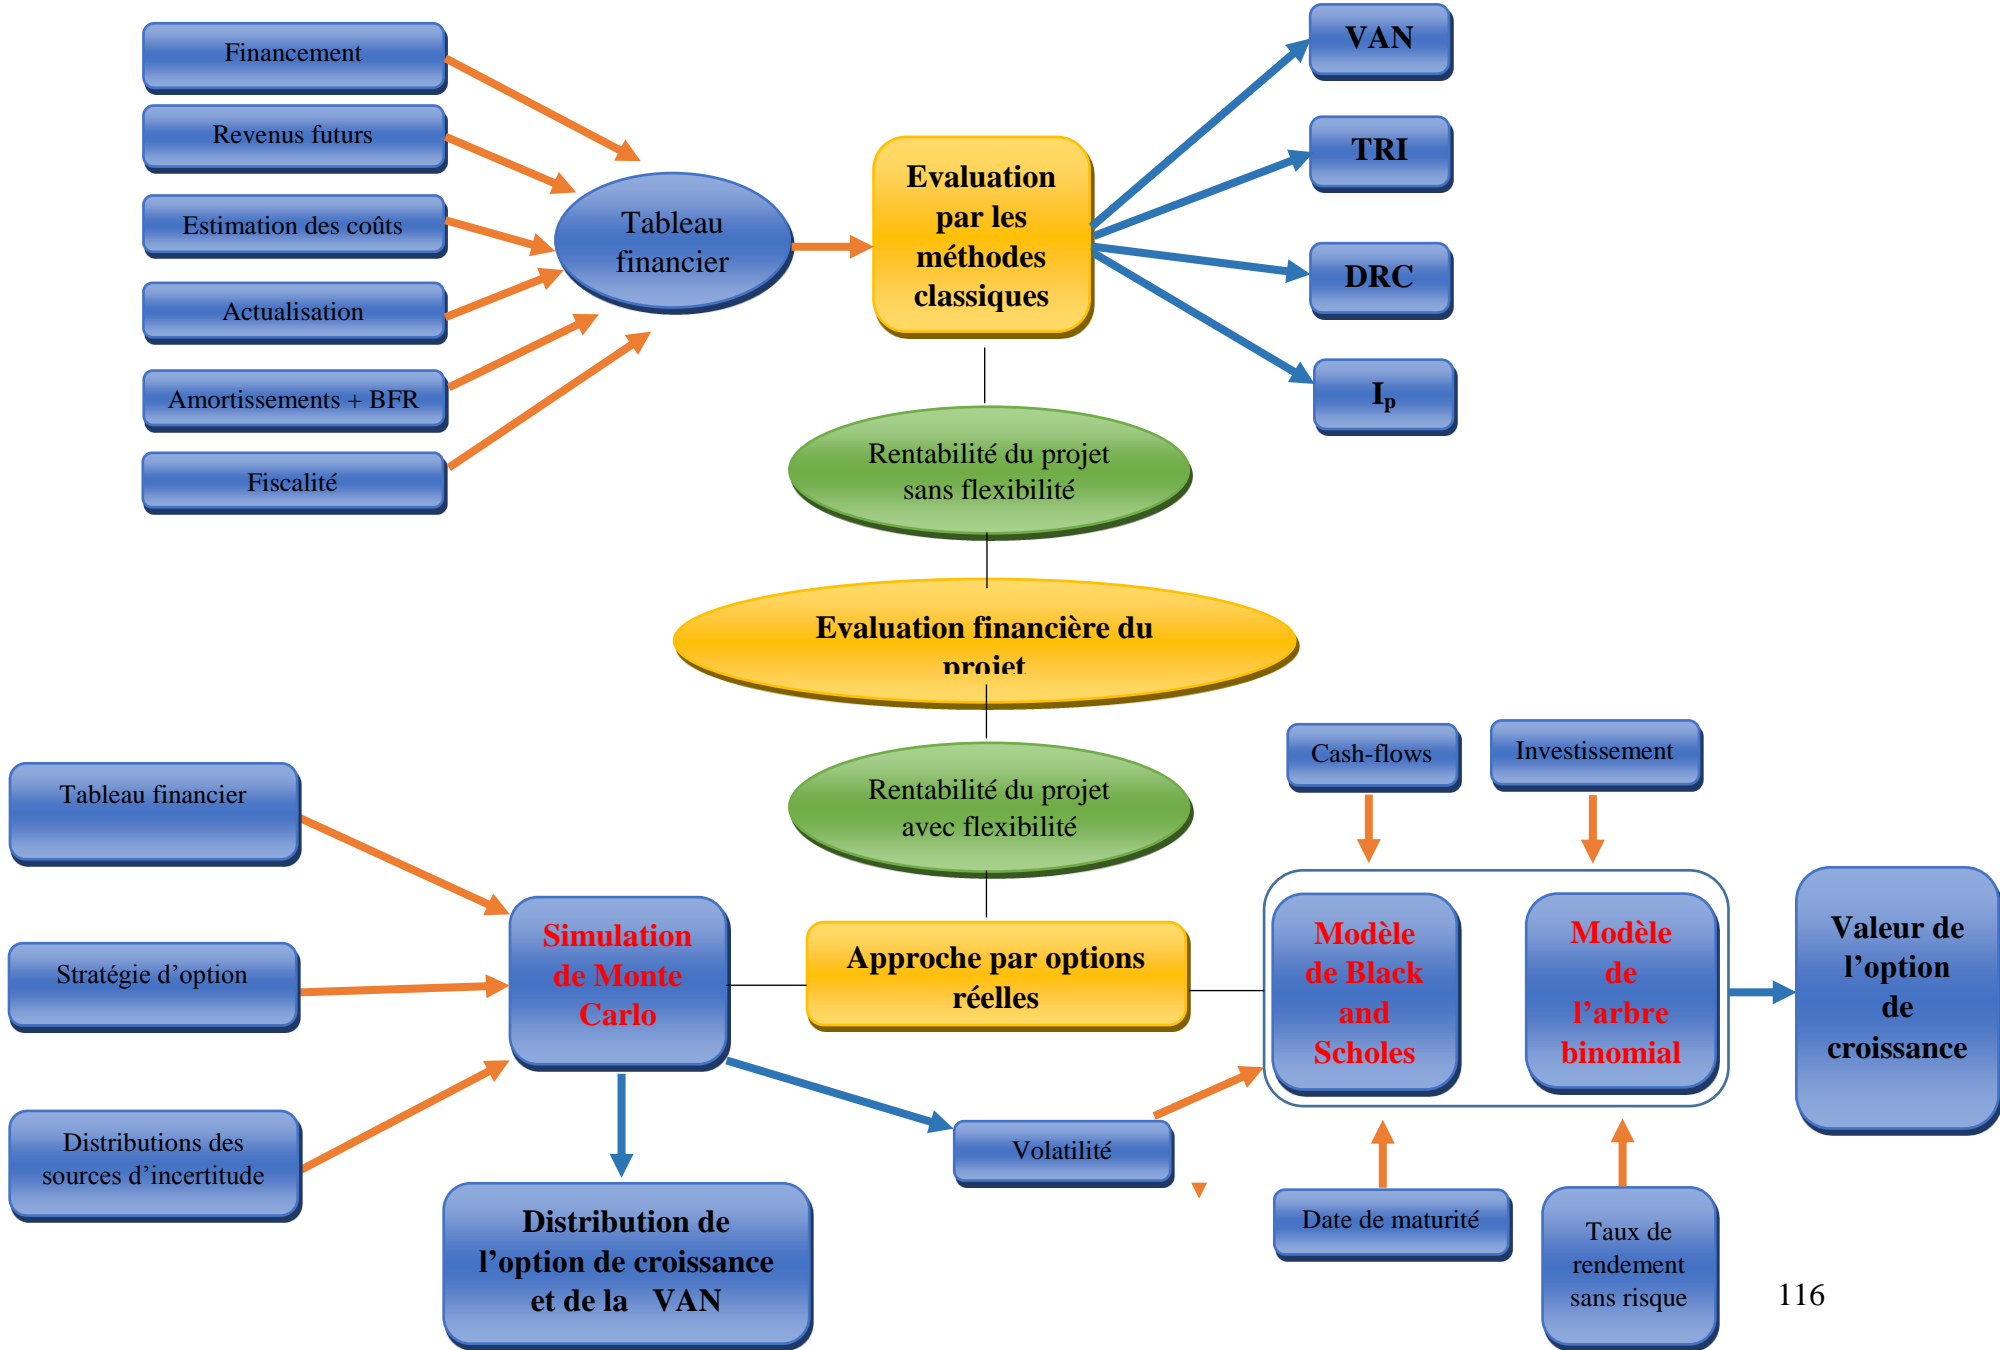 Financement
Revenus futurs
Estimation des coûts
Actualisation
Amortissements + BFR
Fiscalité
Tableau
financier
Evaluation
par les
méthodes
classiques
VAN
TRI
DRC
Ip
Rentabilité du projet
sans flexibilité
Evaluation financière du
projet
Rentabilité du projet
avec flexibilité
Tableau financier
Stratégie d’option
Distributions des
sources d’incertitude
Simulation
de Monte
Carlo
Approche par options
réelles
Cash-flows
Investissement
Modèle
de Black
and
Scholes
Modèle
de
l’arbre
binomial
Valeur de
l’option
de
croissance
Volatilité
Date de maturité
Taux de
rendement
sans risque
Distribution de
l’option de croissance
et de la VAN
116